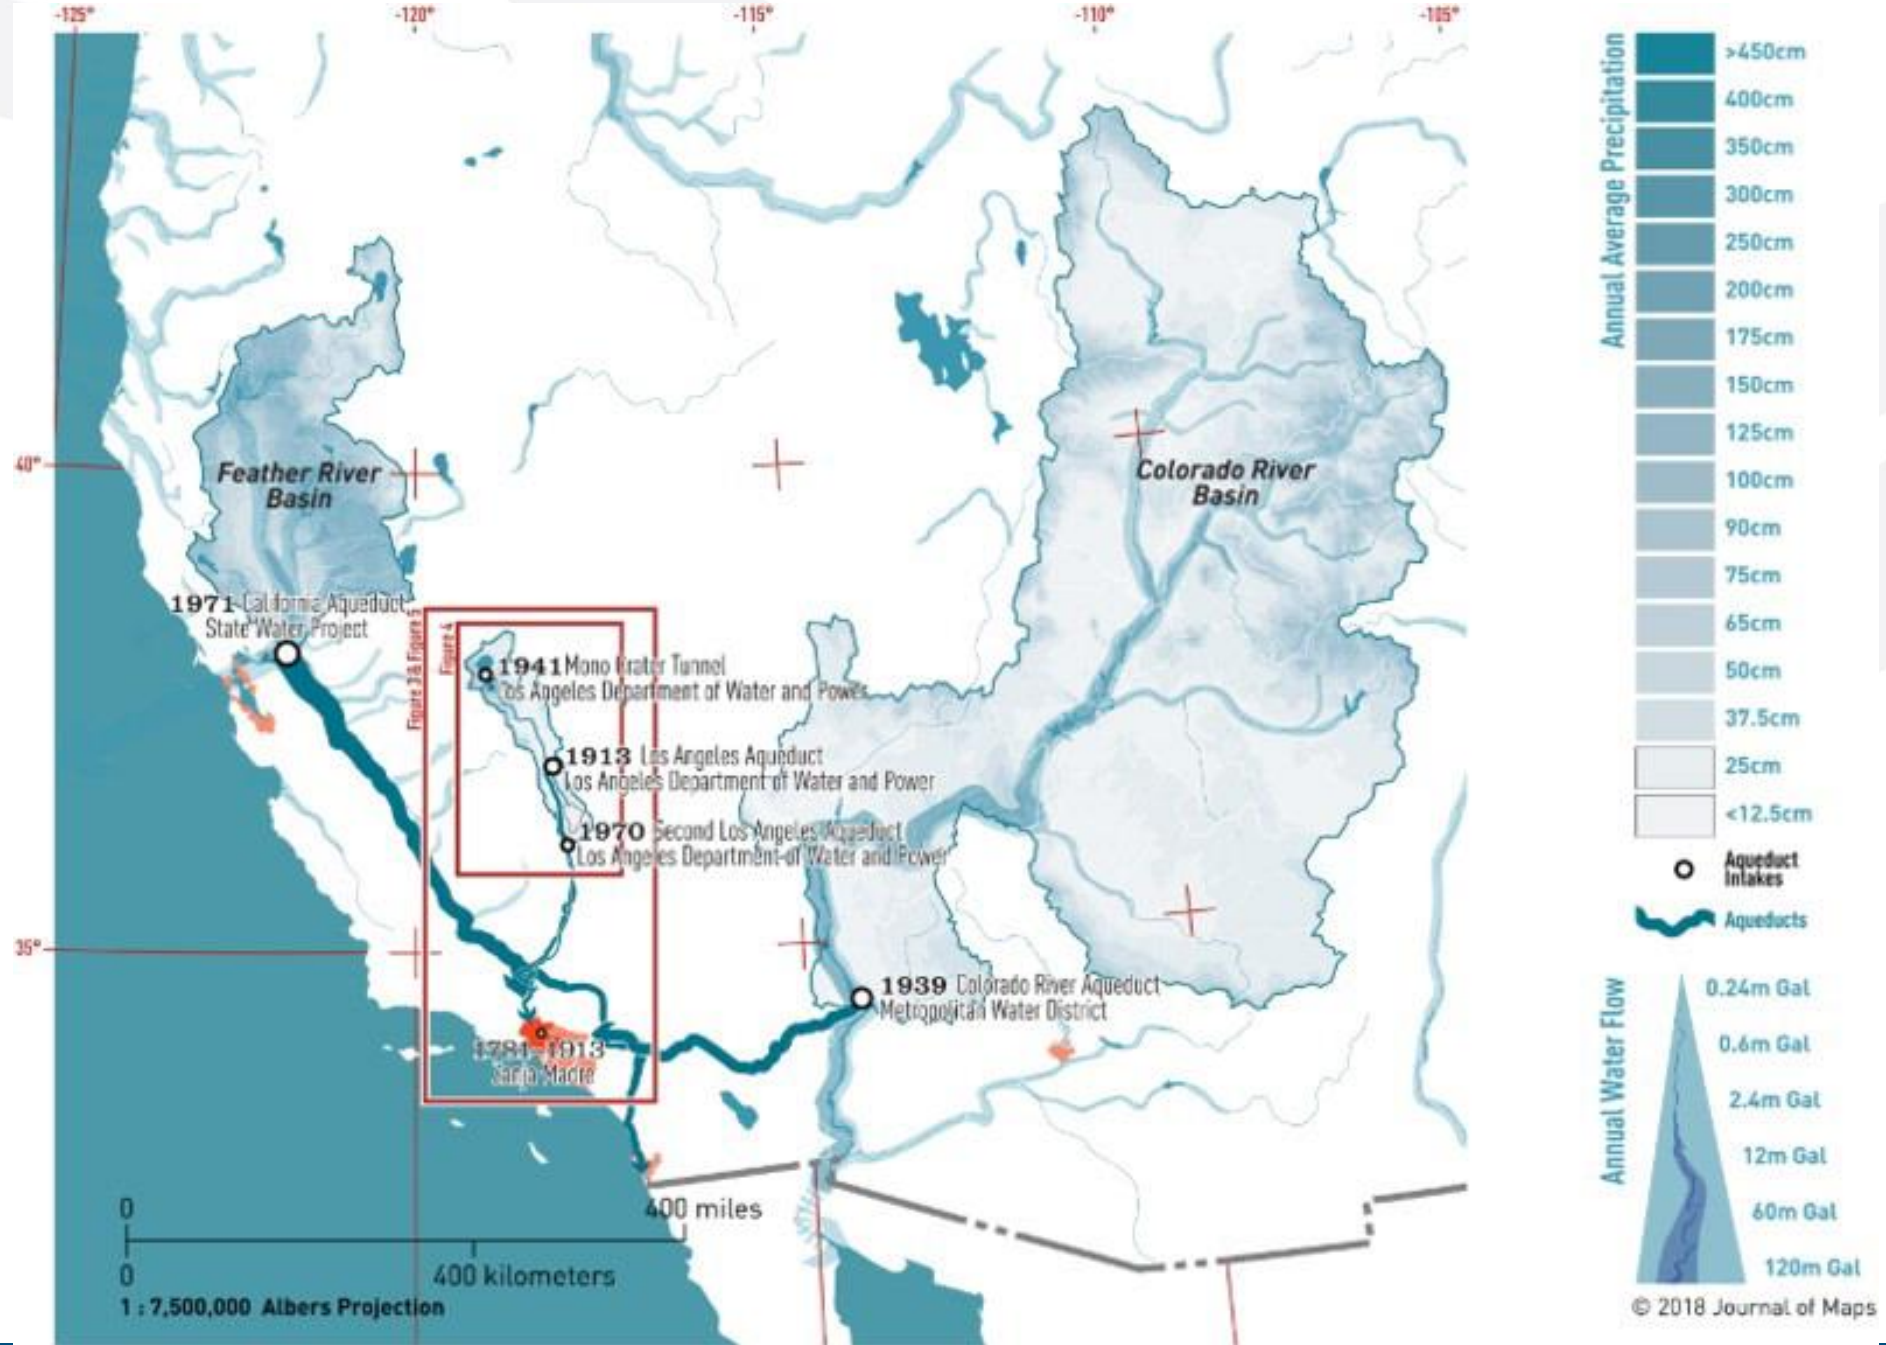 -125°
-120°
-115°
-110°
-105°
40°
35°
Feather River
Basin
Colorado River
Basin
1971 California Aqueduct
State Water Project
Figure 3 & Figure 5
Figure 4
1941 Mono Crater Tunnel
Los Angeles Department of Water and Power
1913 Los Angeles Aqueduct
Los Angeles Department of Water and Power
1970 Second Los Angeles Aqueduct
Los Angeles Department of Water and Power
1939 Colorado River Aqueduct
Metropolitan Water District
1781-1913
Zanja Madre
0
400 miles
0
400 kilometers
1 : 7,500,000 Albers Projection
Annual Average Precipitation
>450cm
400cm
350cm
300cm
250cm
200cm
175cm
150cm
125cm
100cm
90cm
75cm
65cm
50cm
37.5cm
25cm
<12.5cm
Aqueduct
Intakes
Aqueducts
Annual Water Flow
0.24m Gal
0.6m Gal
2.4m Gal
12m Gal
60m Gal
120m Gal
© 2018 Journal of Maps